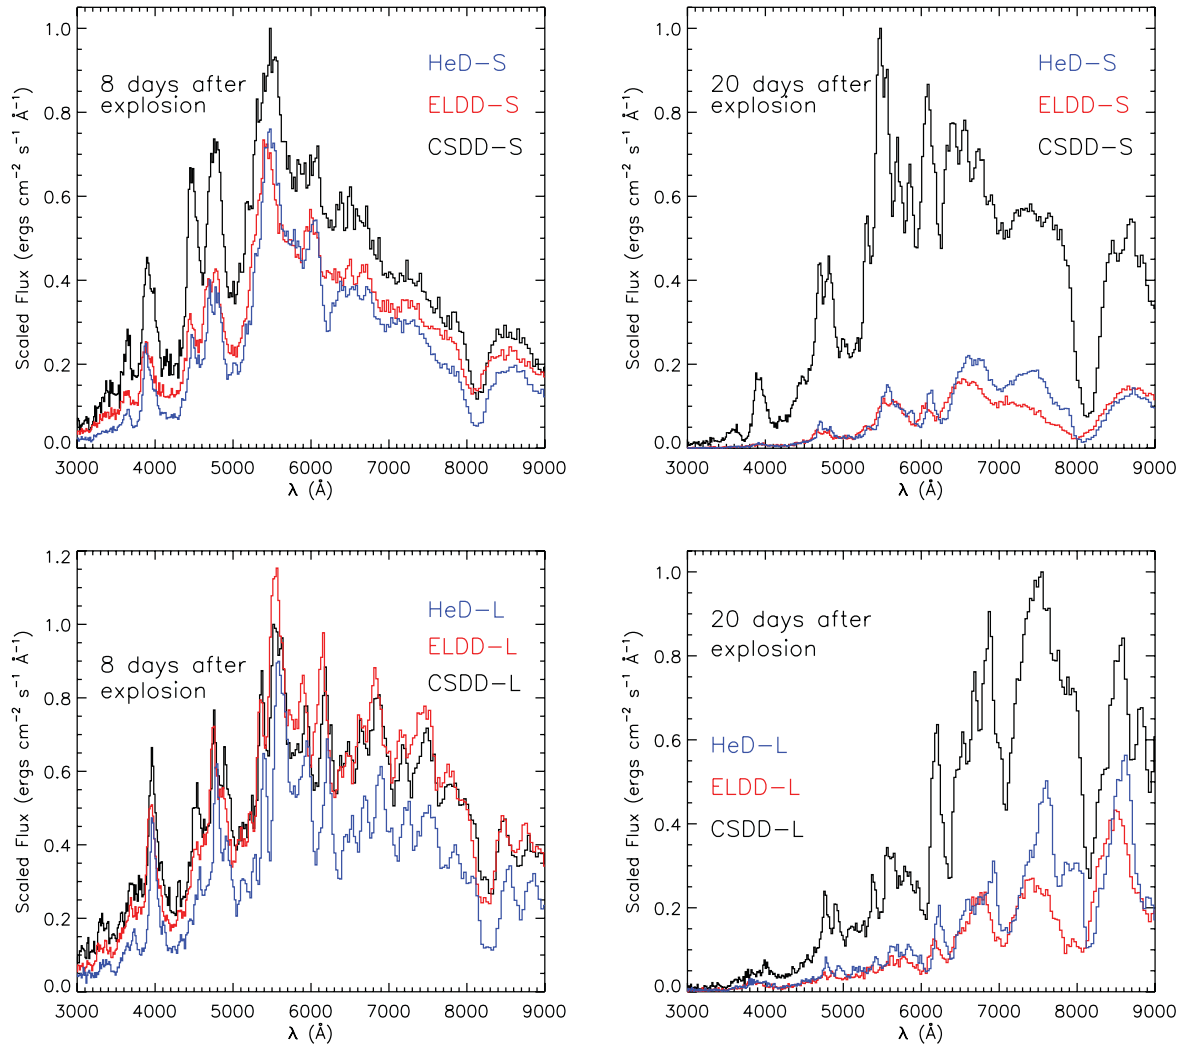 1.0
0.8
0.6
0.4
0.2
0.0
Scaled Flux (ergs cm⁻² s⁻¹ Å⁻¹)
8 days after
explosion
HeD−S
ELDD−S
CSDD−S
3000 4000 5000 6000 7000 8000 9000
λ (Å)
1.0
0.8
0.6
0.4
0.2
0.0
Scaled Flux (ergs cm⁻² s⁻¹ Å⁻¹)
20 days after
explosion
HeD−S
ELDD−S
CSDD−S
3000 4000 5000 6000 7000 8000 9000
λ (Å)
1.2
1.0
0.8
0.6
0.4
0.2
0.0
Scaled Flux (ergs cm⁻² s⁻¹ Å⁻¹)
8 days after
explosion
HeD−L
ELDD−L
CSDD−L
3000 4000 5000 6000 7000 8000 9000
λ (Å)
1.0
0.8
0.6
0.4
0.2
0.0
Scaled Flux (ergs cm⁻² s⁻¹ Å⁻¹)
20 days after
explosion
HeD−L
ELDD−L
CSDD−L
3000 4000 5000 6000 7000 8000 9000
λ (Å)